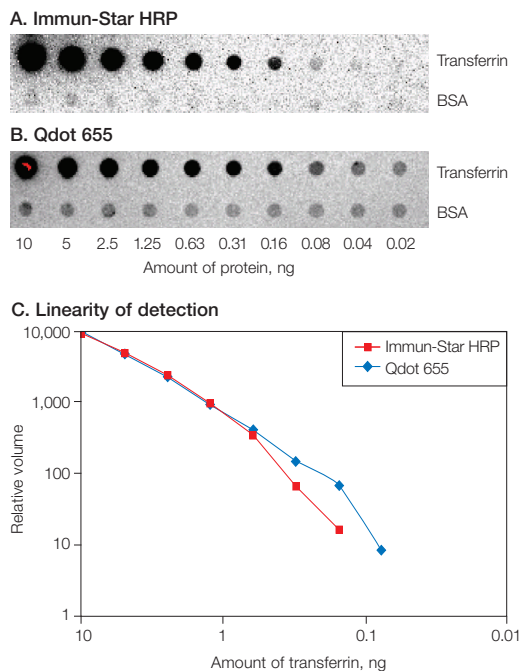 A. Immun-Star HRP
Transferrin
BSA
B. Qdot 655
Transferrin
BSA
10 5 2.5 1.25 0.63 0.31 0.16 0.08 0.04 0.02
Amount of protein, ng
C. Linearity of detection
10,000
Immun-Star HRP
Qdot 655
1,000
100
10
1
Relative volume
10 1 0.1 0.01
Amount of transferrin, ng